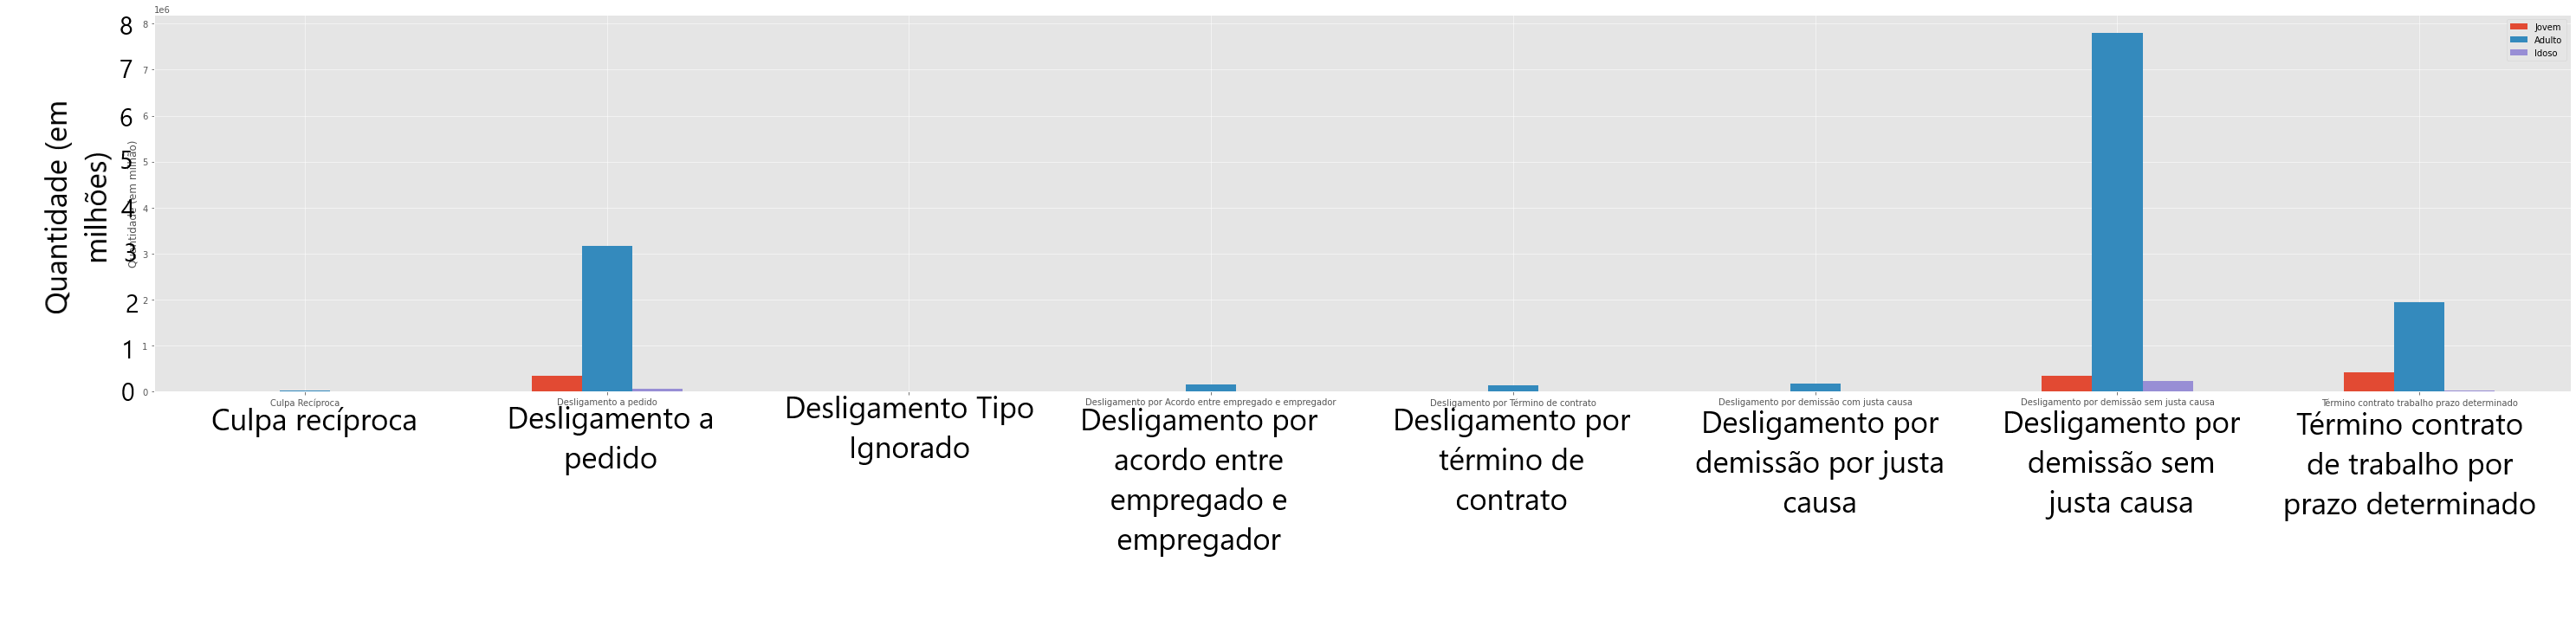 1e6
8
7
6
5
4
3
2
1
0
8
7
6
5
4
3
2
1
0
Quantidade (em
milhões)
Quantidade (em milhão)
Jovem
Adulto
Idoso
Culpa Recíproca
Desligamento a pedido
Desligamento por Acordo entre empregado e empregador
Desligamento por Término de contrato
Desligamento por demissão com justa causa
Desligamento por demissão sem justa causa
Término contrato trabalho prazo determinado
Culpa recíproca
Desligamento a
pedido
Desligamento Tipo
Ignorado
Desligamento por
acordo entre
empregado e
empregador
Desligamento por
término de
contrato
Desligamento por
demissão por justa
causa
Desligamento por
demissão sem
justa causa
Término contrato
de trabalho por
prazo determinado